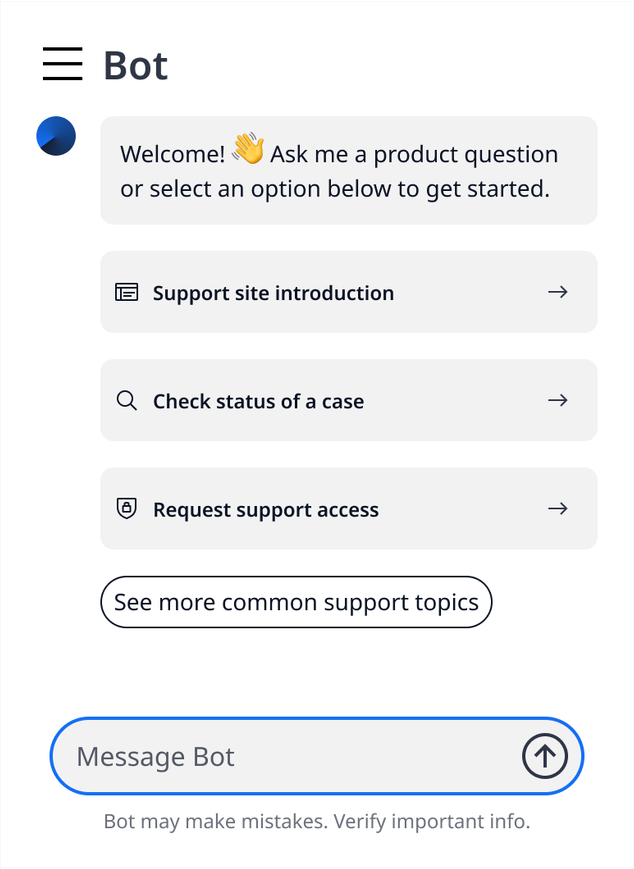 Bot
Welcome! 👋 Ask me a product question
or select an option below to get started.
Support site introduction
Check status of a case
Request support access
See more common support topics
Message Bot
Bot may make mistakes. Verify important info.